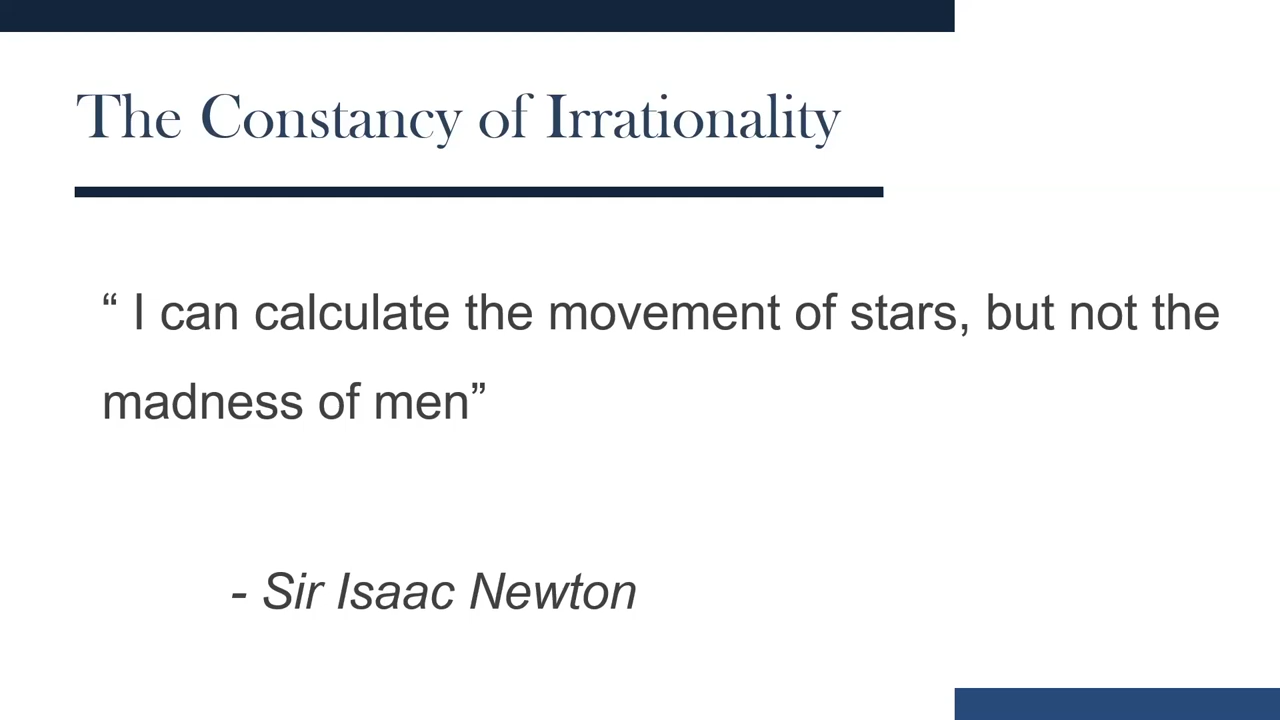 The Constancy of Irrationality
“ I can calculate the movement of stars, but not the
madness of men”
- Sir Isaac Newton